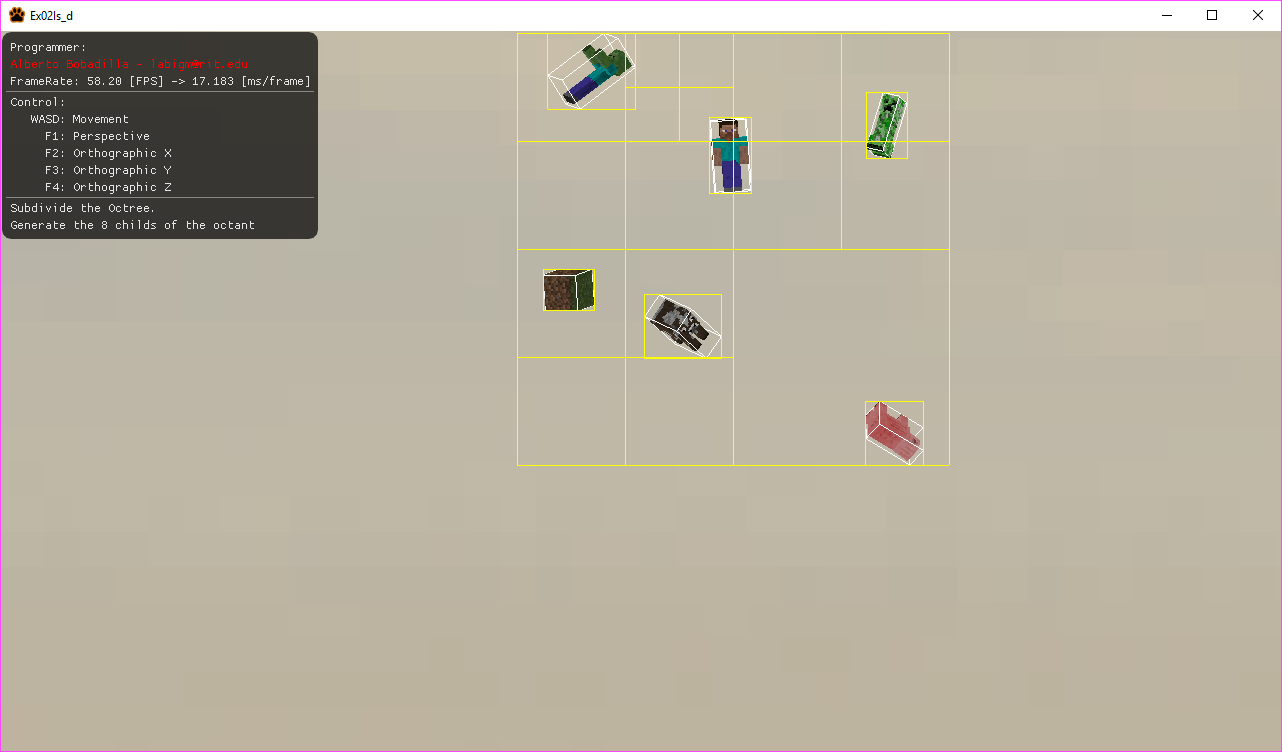 Ex02Is_d
Programmer:
Alberto Bobadilla - labigm@rit.edu
FrameRate: 58.20 [FPS] -> 17.183 [ms/frame]
Control:
WASD: Movement
F1: Perspective
F2: Orthographic X
F3: Orthographic Y
F4: Orthographic Z
Subdivide the Octree.
Generate the 8 childs of the octant